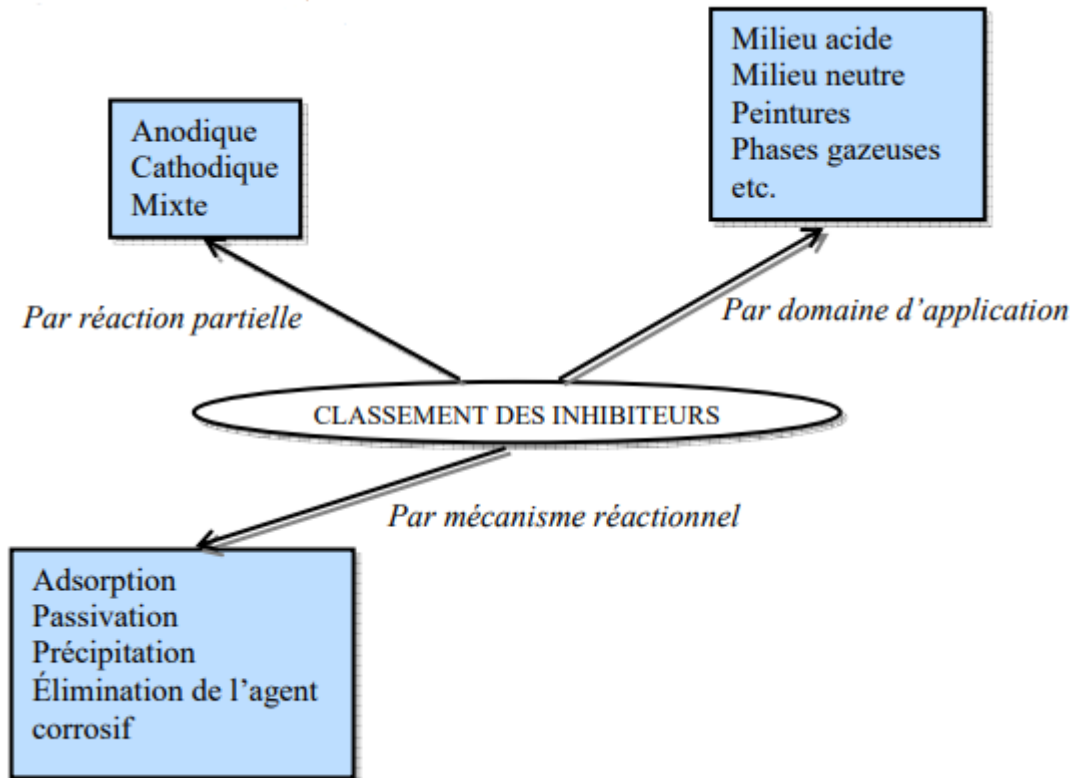 Milieu acide
Milieu neutre
Peintures
Phases gazeuses
etc.
Anodique
Cathodique
Mixte
Par réaction partielle
Par domaine d’application
CLASSEMENT DES INHIBITEURS
Par mécanisme réactionnel
Adsorption
Passivation
Précipitation
Élimination de l’agent
corrosif